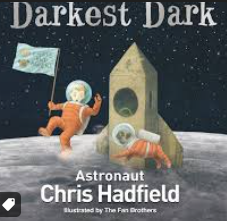 Darkest Dark
Astronaut
Chris Hadfield
Illustrated by The Fan Brothers